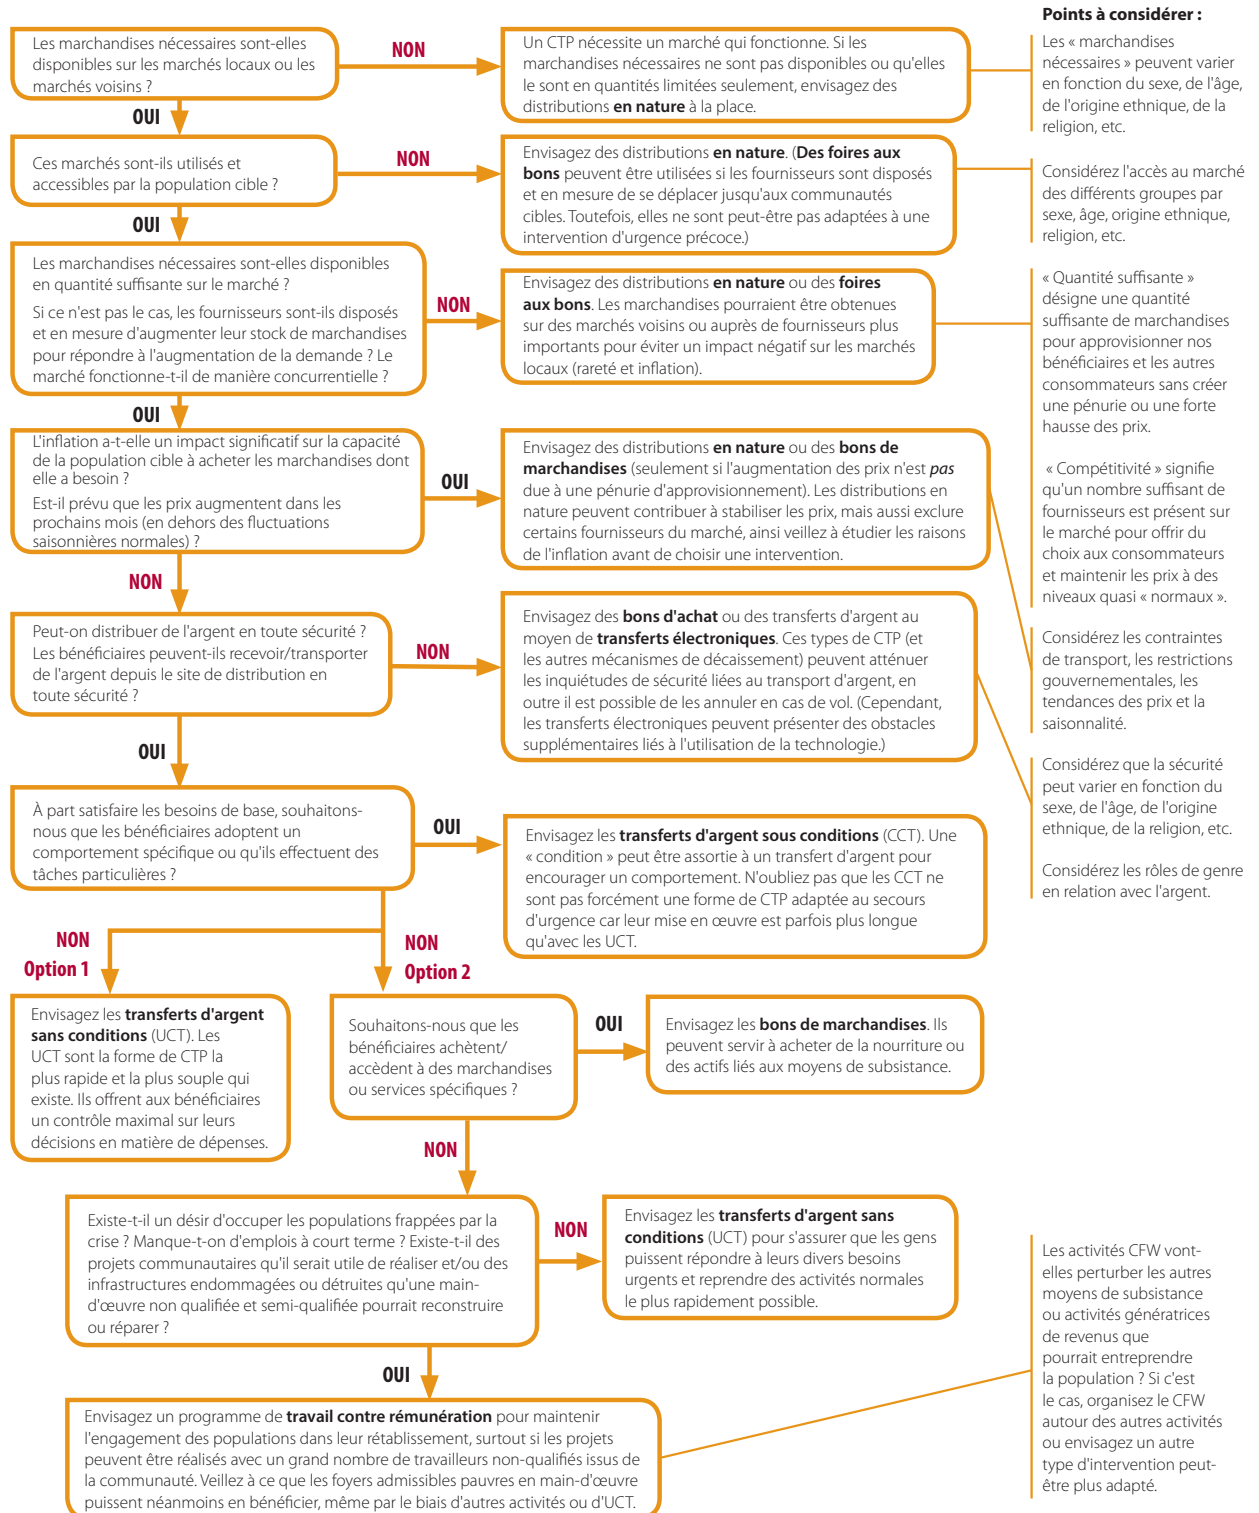 Points à considérer :
Les marchandises nécessaires sont-elles
disponibles sur les marchés locaux ou les
marchés voisins ?
NON
Un CTP nécessite un marché qui fonctionne. Si les
marchandises nécessaires ne sont pas disponibles ou qu'elles
le sont en quantités limitées seulement, envisagez des
distributions en nature à la place.
Les « marchandises
nécessaires » peuvent varier
en fonction du sexe, de l'âge,
de l'origine ethnique, de la
religion, etc.
OUI
Ces marchés sont-ils utilisés et
accessibles par la population cible ?
NON
Envisagez des distributions en nature. (Des foires aux
bons peuvent être utilisées si les fournisseurs sont disposés
et en mesure de se déplacer jusqu'aux communautés
cibles. Toutefois, elles ne sont peut-être pas adaptées à une
intervention d'urgence précoce.)
Considérez l'accès au marché
des différents groupes par
sexe, âge, origine ethnique,
religion, etc.
OUI
Les marchandises nécessaires sont-elles disponibles
en quantité suffisante sur le marché ?
Si ce n'est pas le cas, les fournisseurs sont-ils disposés
et en mesure d'augmenter leur stock de marchandises
pour répondre à l'augmentation de la demande ? Le
marché fonctionne-t-il de manière concurrentielle ?
NON
Envisagez des distributions en nature ou des foires
aux bons. Les marchandises pourraient être obtenues
sur des marchés voisins ou auprès de fournisseurs plus
importants pour éviter un impact négatif sur les marchés
locaux (rareté et inflation).
« Quantité suffisante »
désigne une quantité
suffisante de marchandises
pour approvisionner nos
bénéficiaires et les autres
consommateurs sans créer
une pénurie ou une forte
hausse des prix.
« Compétitivité » signifie
qu'un nombre suffisant de
fournisseurs est présent sur
le marché pour offrir du
choix aux consommateurs
et maintenir les prix à des
niveaux quasi « normaux ».
OUI
L'inflation a-t-elle un impact significatif sur la capacité
de la population cible à acheter les marchandises dont
elle a besoin ?
Est-il prévu que les prix augmentent dans les
prochains mois (en dehors des fluctuations
saisonnières normales) ?
OUI
Envisagez des distributions en nature ou des bons de
marchandises (seulement si l'augmentation des prix n'est pas
due à une pénurie d'approvisionnement). Les distributions en
nature peuvent contribuer à stabiliser les prix, mais aussi exclure
certains fournisseurs du marché, ainsi veillez à étudier les raisons
de l'inflation avant de choisir une intervention.
Considérez les contraintes
de transport, les restrictions
gouvernementales, les
tendances des prix et la
saisonnalité.
NON
Peut-on distribuer de l'argent en toute sécurité ?
Les bénéficiaires peuvent-ils recevoir/transporter
de l'argent depuis le site de distribution en
toute sécurité ?
NON
Envisagez des bons d'achat ou des transferts d'argent au
moyen de transferts électroniques. Ces types de CTP (et
les autres mécanismes de décaissement) peuvent atténuer
les inquiétudes de sécurité liées au transport d'argent, en
outre il est possible de les annuler en cas de vol. (Cependant,
les transferts électroniques peuvent présenter des obstacles
supplémentaires liés à l'utilisation de la technologie.)
Considérez que la sécurité
peut varier en fonction du
sexe, de l'âge, de l'origine
ethnique, de la religion, etc.
Considérez les rôles de genre
en relation avec l'argent.
OUI
À part satisfaire les besoins de base, souhaitons-
nous que les bénéficiaires adoptent un
comportement spécifique ou qu'ils effectuent des
tâches particulières ?
OUI
Envisagez les transferts d'argent sous conditions (CCT). Une
« condition » peut être assortie à un transfert d'argent pour
encourager un comportement. N'oubliez pas que les CCT ne
sont pas forcément une forme de CTP adaptée au secours
d'urgence car leur mise en œuvre est parfois plus longue
qu'avec les UCT.
NON
Option 1
NON
Option 2
Envisagez les transferts d'argent
sans conditions (UCT). Les
UCT sont la forme de CTP la
plus rapide et la plus souple qui
existe. Ils offrent aux bénéficiaires
un contrôle maximal sur leurs
décisions en matière de dépenses.
Souhaitons-nous que les
bénéficiaires achètent/
accèdent à des marchandises
ou services spécifiques ?
OUI
Envisagez les bons de marchandises. Ils
peuvent servir à acheter de la nourriture ou
des actifs liés aux moyens de subsistance.
NON
Existe-t-il un désir d'occuper les populations frappées par la
crise ? Manque-t-on d'emplois à court terme ? Existe-t-il des
projets communautaires qu'il serait utile de réaliser et/ou des
infrastructures endommagées ou détruites qu'une main-
d'œuvre non qualifiée et semi-qualifiée pourrait reconstruire
ou réparer ?
NON
Envisagez les transferts d'argent sans
conditions (UCT) pour s'assurer que les gens
puissent répondre à leurs divers besoins
urgents et reprendre des activités normales
le plus rapidement possible.
OUI
Envisagez un programme de travail contre rémunération pour maintenir
l'engagement des populations dans leur rétablissement, surtout si les projets
peuvent être réalisés avec un grand nombre de travailleurs non-qualifiés issus de
la communauté. Veillez à ce que les foyers admissibles pauvres en main-d'œuvre
puissent néanmoins en bénéficier, même par le biais d'autres activités ou d'UCT.
Les activités CFW vont-
elles perturber les autres
moyens de subsistance
ou activités génératrices
de revenus que
pourrait entreprendre
la population ? Si c'est
le cas, organisez le CFW
autour des autres activités
ou envisagez un autre
type d'intervention peut-
être plus adapté.